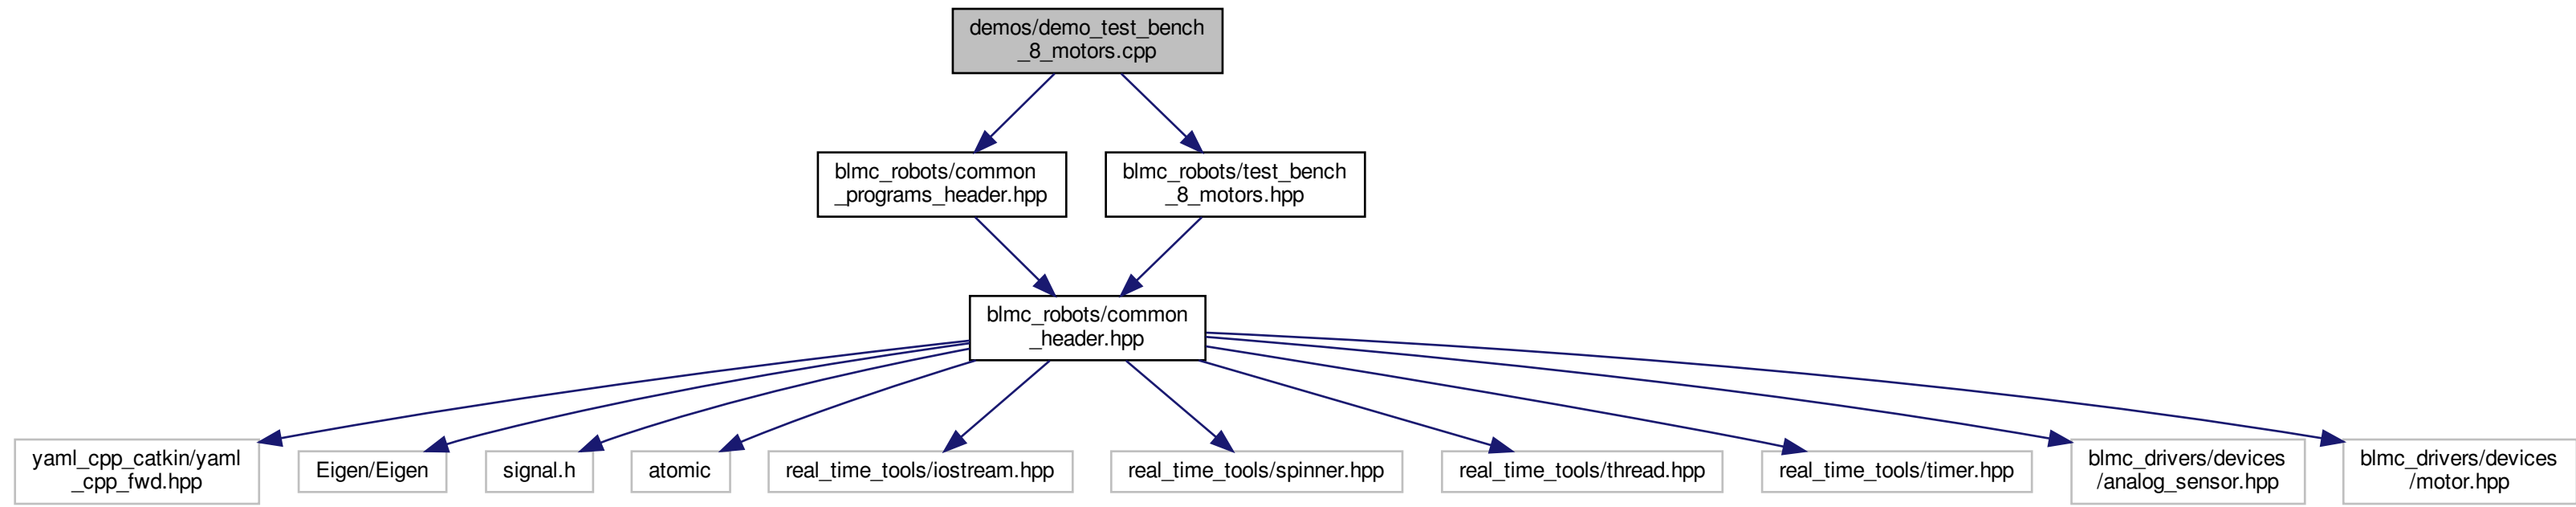 demos/demo_test_bench
_8_motors.cpp
blmc_robots/common
_programs_header.hpp
blmc_robots/test_bench
_8_motors.hpp
blmc_robots/common
_header.hpp
yaml_cpp_catkin/yaml
_cpp_fwd.hpp
Eigen/Eigen
signal.h
atomic
real_time_tools/iostream.hpp
real_time_tools/spinner.hpp
real_time_tools/thread.hpp
real_time_tools/timer.hpp
blmc_drivers/devices
/analog_sensor.hpp
blmc_drivers/devices
/motor.hpp